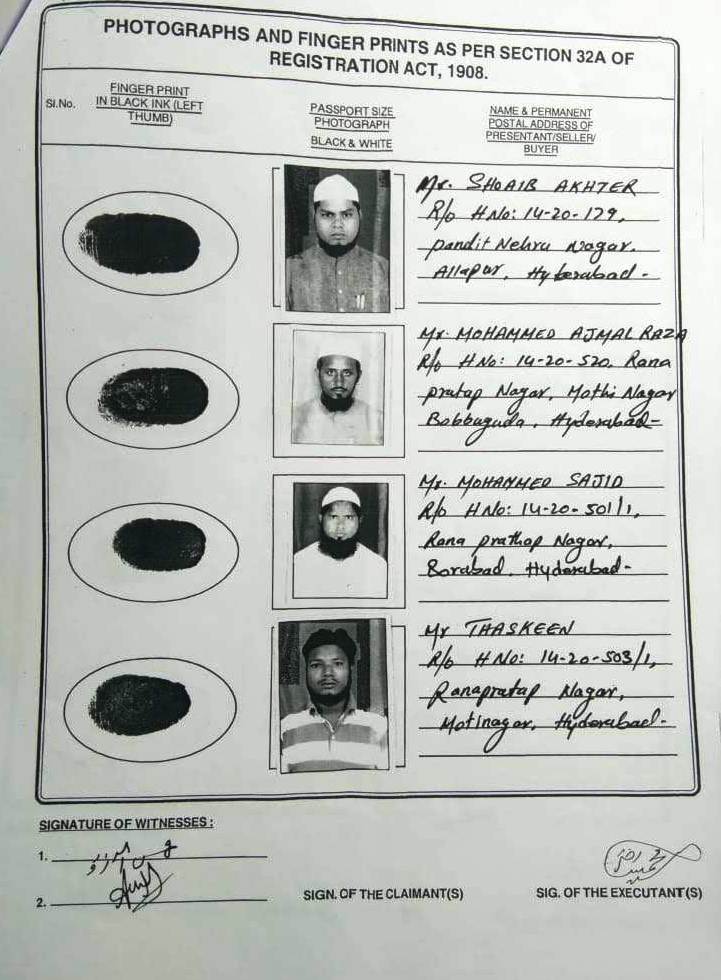 PHOTOGRAPHS AND FINGER PRINTS AS PER SECTION 32A OF
REGISTRATION ACT, 1908.
Sl.No.
FINGER PRINT
IN BLACK INK (LEFT
THUMB)
PASSPORT SIZE
PHOTOGRAPH
BLACK & WHITE
NAME & PERMANENT
POSTAL ADDRESS OF
PRESENTANT/SELLER/
BUYER
Mr. SHOAIB AKHTER
R/o H No: 14-20-179,
pandit Nehru Nagar,
Allapur, Hyderabad -
Mr. MOHAMMED AJMAL RAZA
R/o H No: 14-20-520, Rana
pratap Nagar, Mothi Nagar
Bobbuguda, Hyderabad -
Mr. MOHAMMED SAJID
R/o H No: 14-20-501/1,
Rana prathap Nagar,
Borabad, Hyderabad -
Mr THASKEEN
R/o H No: 14-20-503/1,
Ranapratap Nagar,
Motinagar, Hyderabad -
SIGNATURE OF WITNESSES :
1.
2.
SIGN. OF THE CLAIMANT(S)
SIG. OF THE EXECUTANT(S)